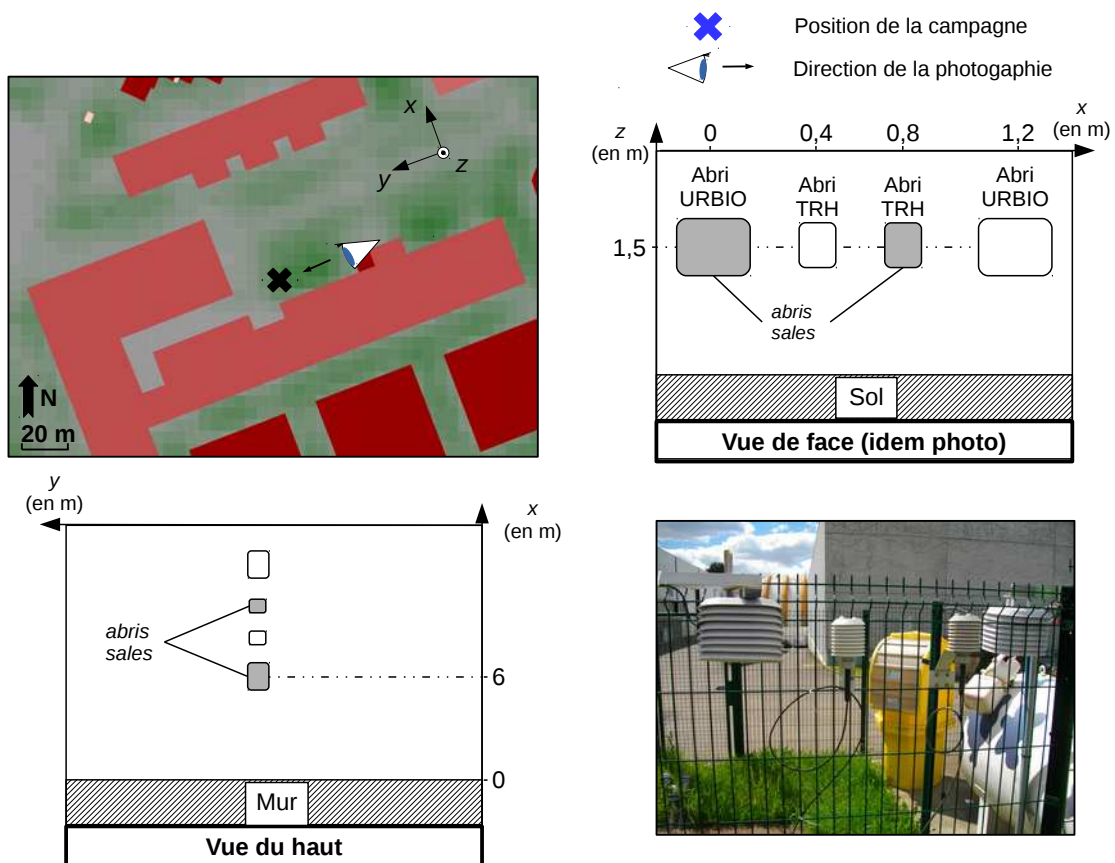 Position de la campagne
Direction de la photogaphie
x
y
z
N
20 m
z
(en m)
0
0,4
0,8
1,2
x
(en m)
Abri
URBIO
Abri
TRH
Abri
TRH
Abri
URBIO
1,5
abris
sales
Sol
Vue de face (idem photo)
y
(en m)
x
(en m)
abris
sales
6
0
Mur
Vue du haut